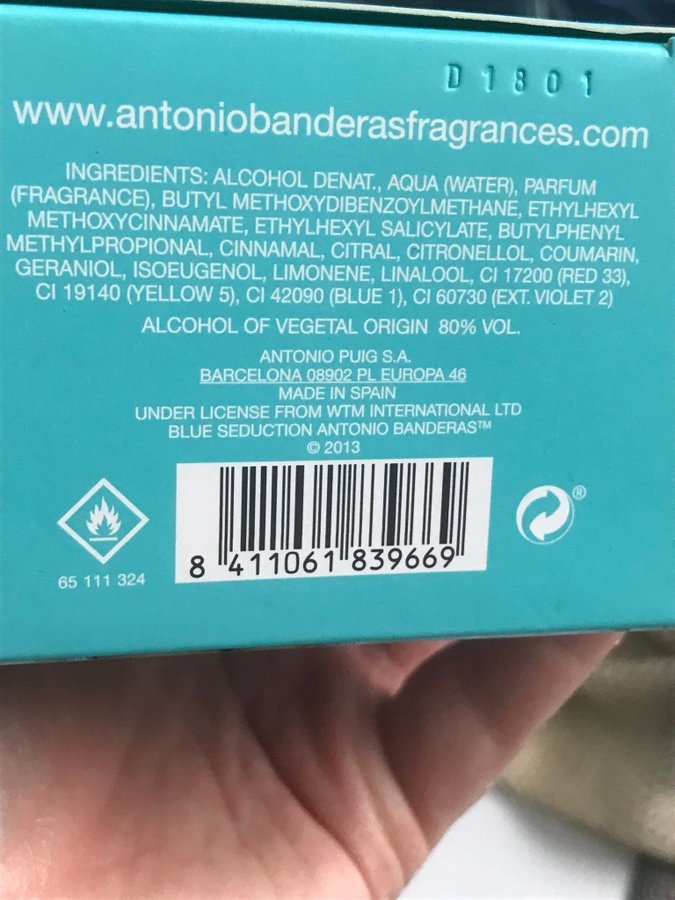 D1801
www.antoniobanderasfragrances.com
INGREDIENTS: ALCOHOL DENAT., AQUA (WATER), PARFUM
(FRAGRANCE), BUTYL METHOXYDIBENZOYLMETHANE, ETHYLHEXYL
METHOXYCINNAMATE, ETHYLHEXYL SALICYLATE, BUTYLPHENYL
METHYLPROPIONAL, CINNAMAL, CITRAL, CITRONELLOL, COUMARIN,
GERANIOL, ISOEUGENOL, LIMONENE, LINALOOL, CI 17200 (RED 33),
CI 19140 (YELLOW 5), CI 42090 (BLUE 1), CI 60730 (EXT. VIOLET 2)
ALCOHOL OF VEGETAL ORIGIN 80% VOL.
ANTONIO PUIG S.A.
BARCELONA 08902 PL EUROPA 46
MADE IN SPAIN
UNDER LICENSE FROM WTM INTERNATIONAL LTD
BLUE SEDUCTION ANTONIO BANDERAS™
© 2013
®
8 411061 839669
65 111 324